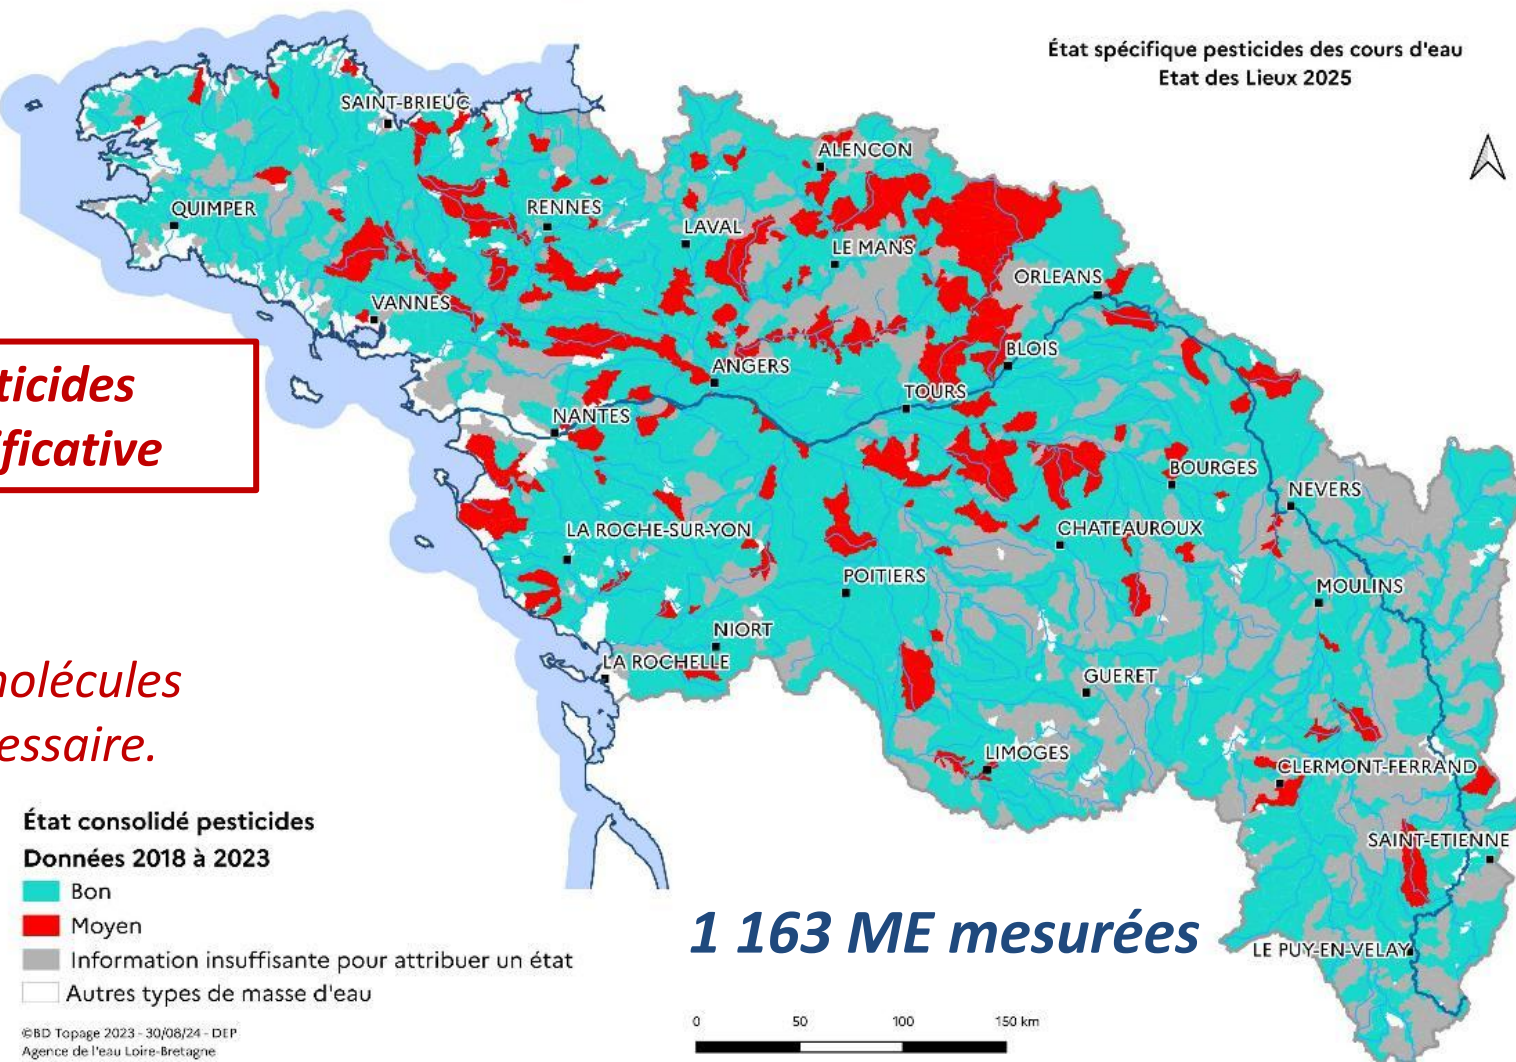 État spécifique pesticides des cours d'eau
Etat des Lieux 2025
SAINT-BRIEUC
ALENCON
QUIMPER
RENNES
LAVAL
LE MANS
ORLEANS
VANNES
BLOIS
ANGERS
TOURS
NANTES
ticides
ificative
BOURGES
NEVERS
LA ROCHE-SUR-YON
CHATEAUROUX
POITIERS
MOULINS
NIORT
LA ROCHELLE
GUERET
molécules
essaire.
LIMOGES
CLERMONT-FERRAND
SAINT-ETIENNE
LE PUY-EN-VELAY
État consolidé pesticides
Données 2018 à 2023
Bon
Moyen
Information insuffisante pour attribuer un état
Autres types de masse d'eau
1 163 ME mesurées
0 50 100 150 km
©BD Topage 2023 - 30/08/24 - DEP
Agence de l'eau Loire-Bretagne